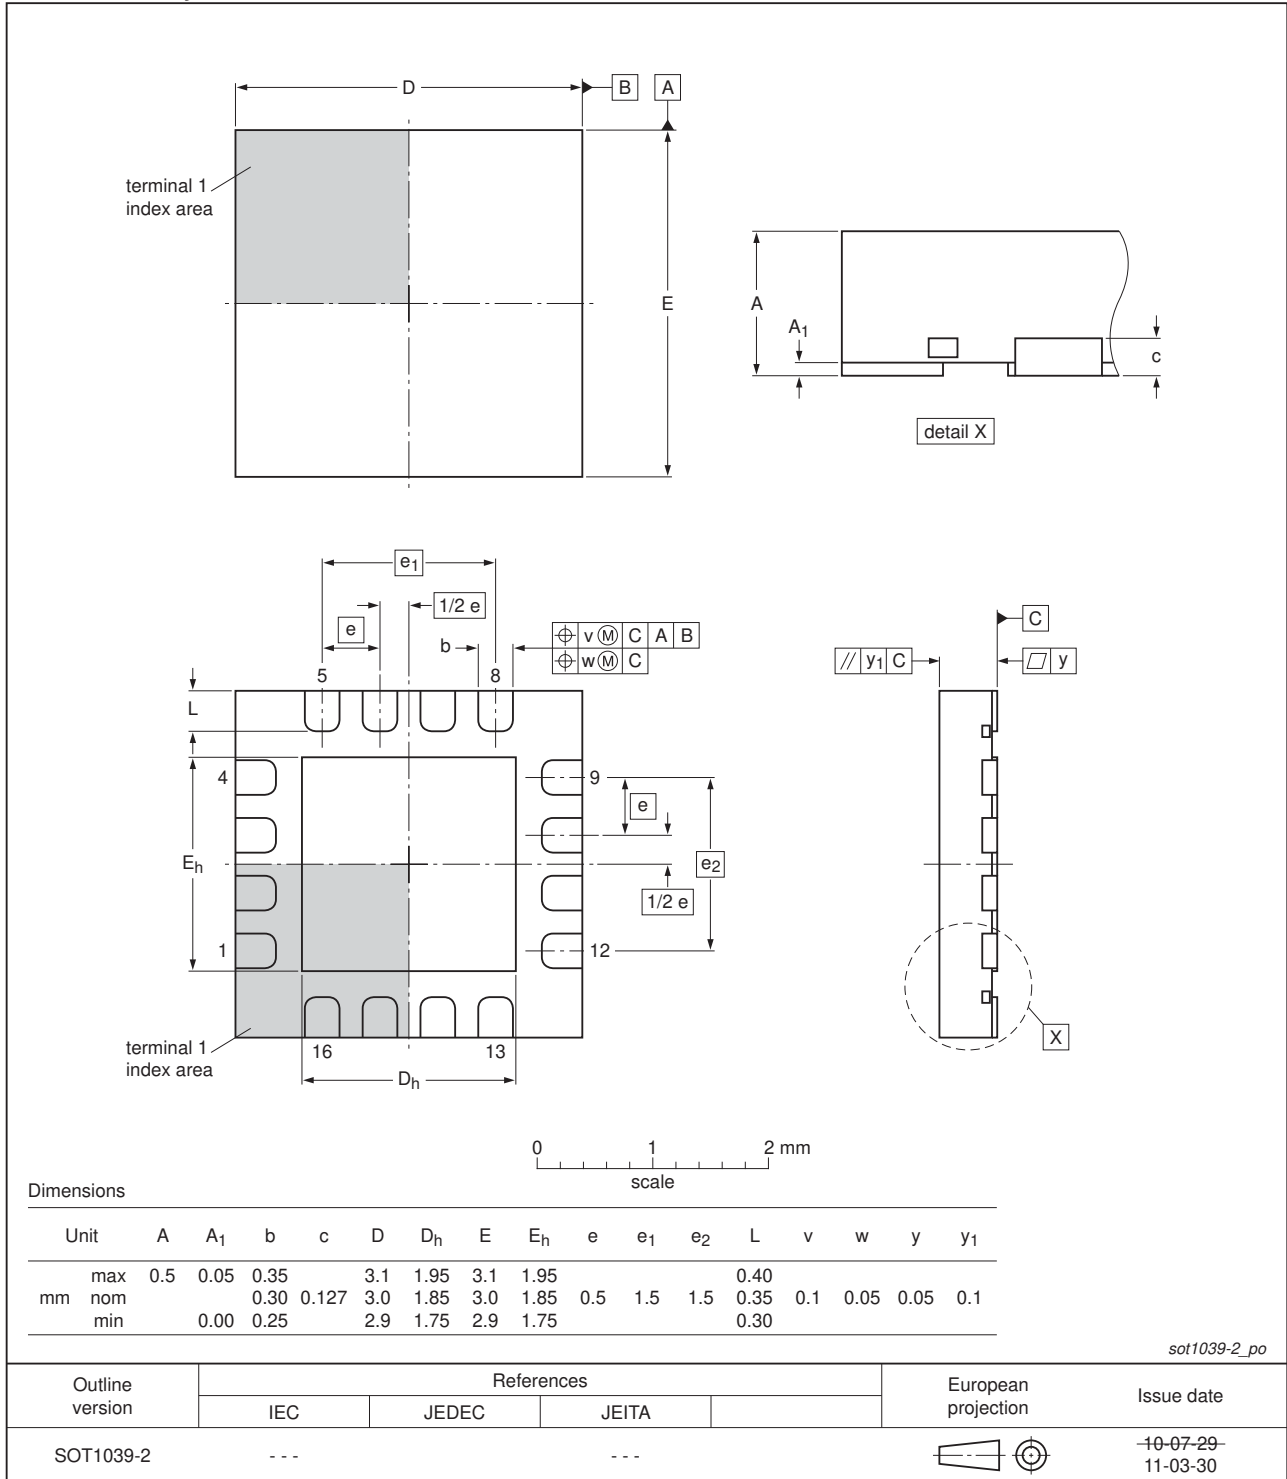 D
B
A
terminal 1
index area
E
A
A1
c
detail X
e1
1/2 e
e
b
v M C A B
w M C
5
8
L
4
9
e
Eh
e2
1/2 e
1
12
terminal 1
index area
16
13
Dh
C
// y1 C
y
X
0 1 2 mm
scale
Dimensions
Unit A A1 b c D Dh E Eh e e1 e2 L v w y y1
max 0.5 0.05 0.35 3.1 1.95 3.1 1.95 0.40
mm nom 0.30 0.127 3.0 1.85 3.0 1.85 0.5 1.5 1.5 0.35 0.1 0.05 0.05 0.1
min 0.00 0.25 2.9 1.75 2.9 1.75 0.30
sot1039-2_po
Outline
version
References
IEC JEDEC JEITA
European
projection
Issue date
SOT1039-2 - - - - - -
10-07-29
11-03-30